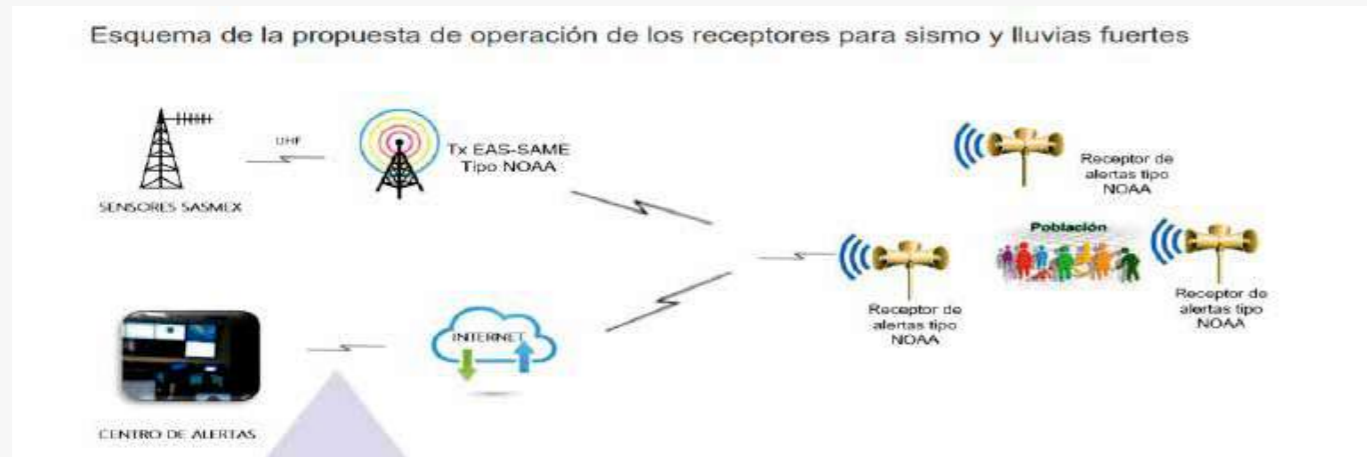 Esquema de la propuesta de operación de los receptores para sismo y lluvias fuertes
UHF
Tx EAS-SAME
Tipo NOAA
SENSORES SASMEX
Receptor de
alertas tipo
NOAA
Población
Receptor de
alertas tipo
NOAA
Receptor de
alertas tipo
NOAA
INTERNET
CENTRO DE ALERTAS